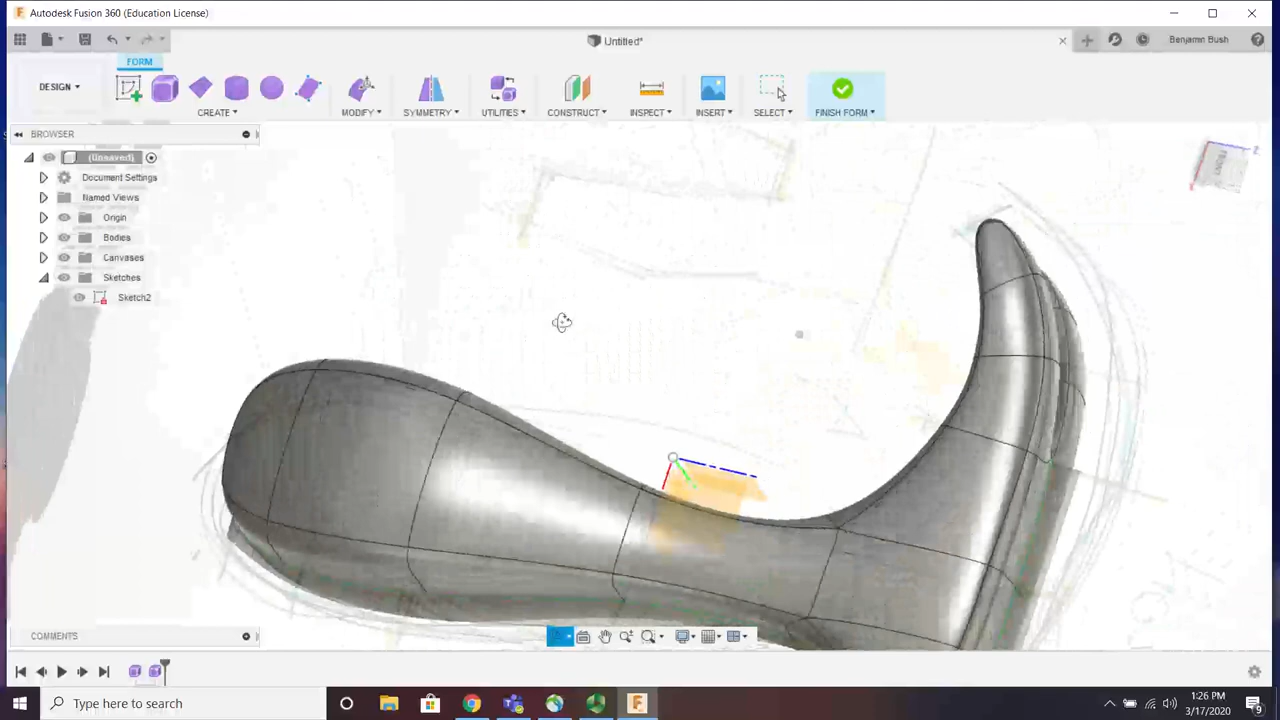 Autodesk Fusion 360 (Education License)
Untitled*
Benjamin Bush
FORM
DESIGN
CREATE
MODIFY
SYMMETRY
UTILITIES
CONSTRUCT
INSPECT
INSERT
SELECT
FINISH FORM
BROWSER
(Unsaved)
Document Settings
Named Views
Origin
Bodies
Canvases
Sketches
Sketch2
COMMENTS
Type here to search
1:26 PM
3/17/2020
9